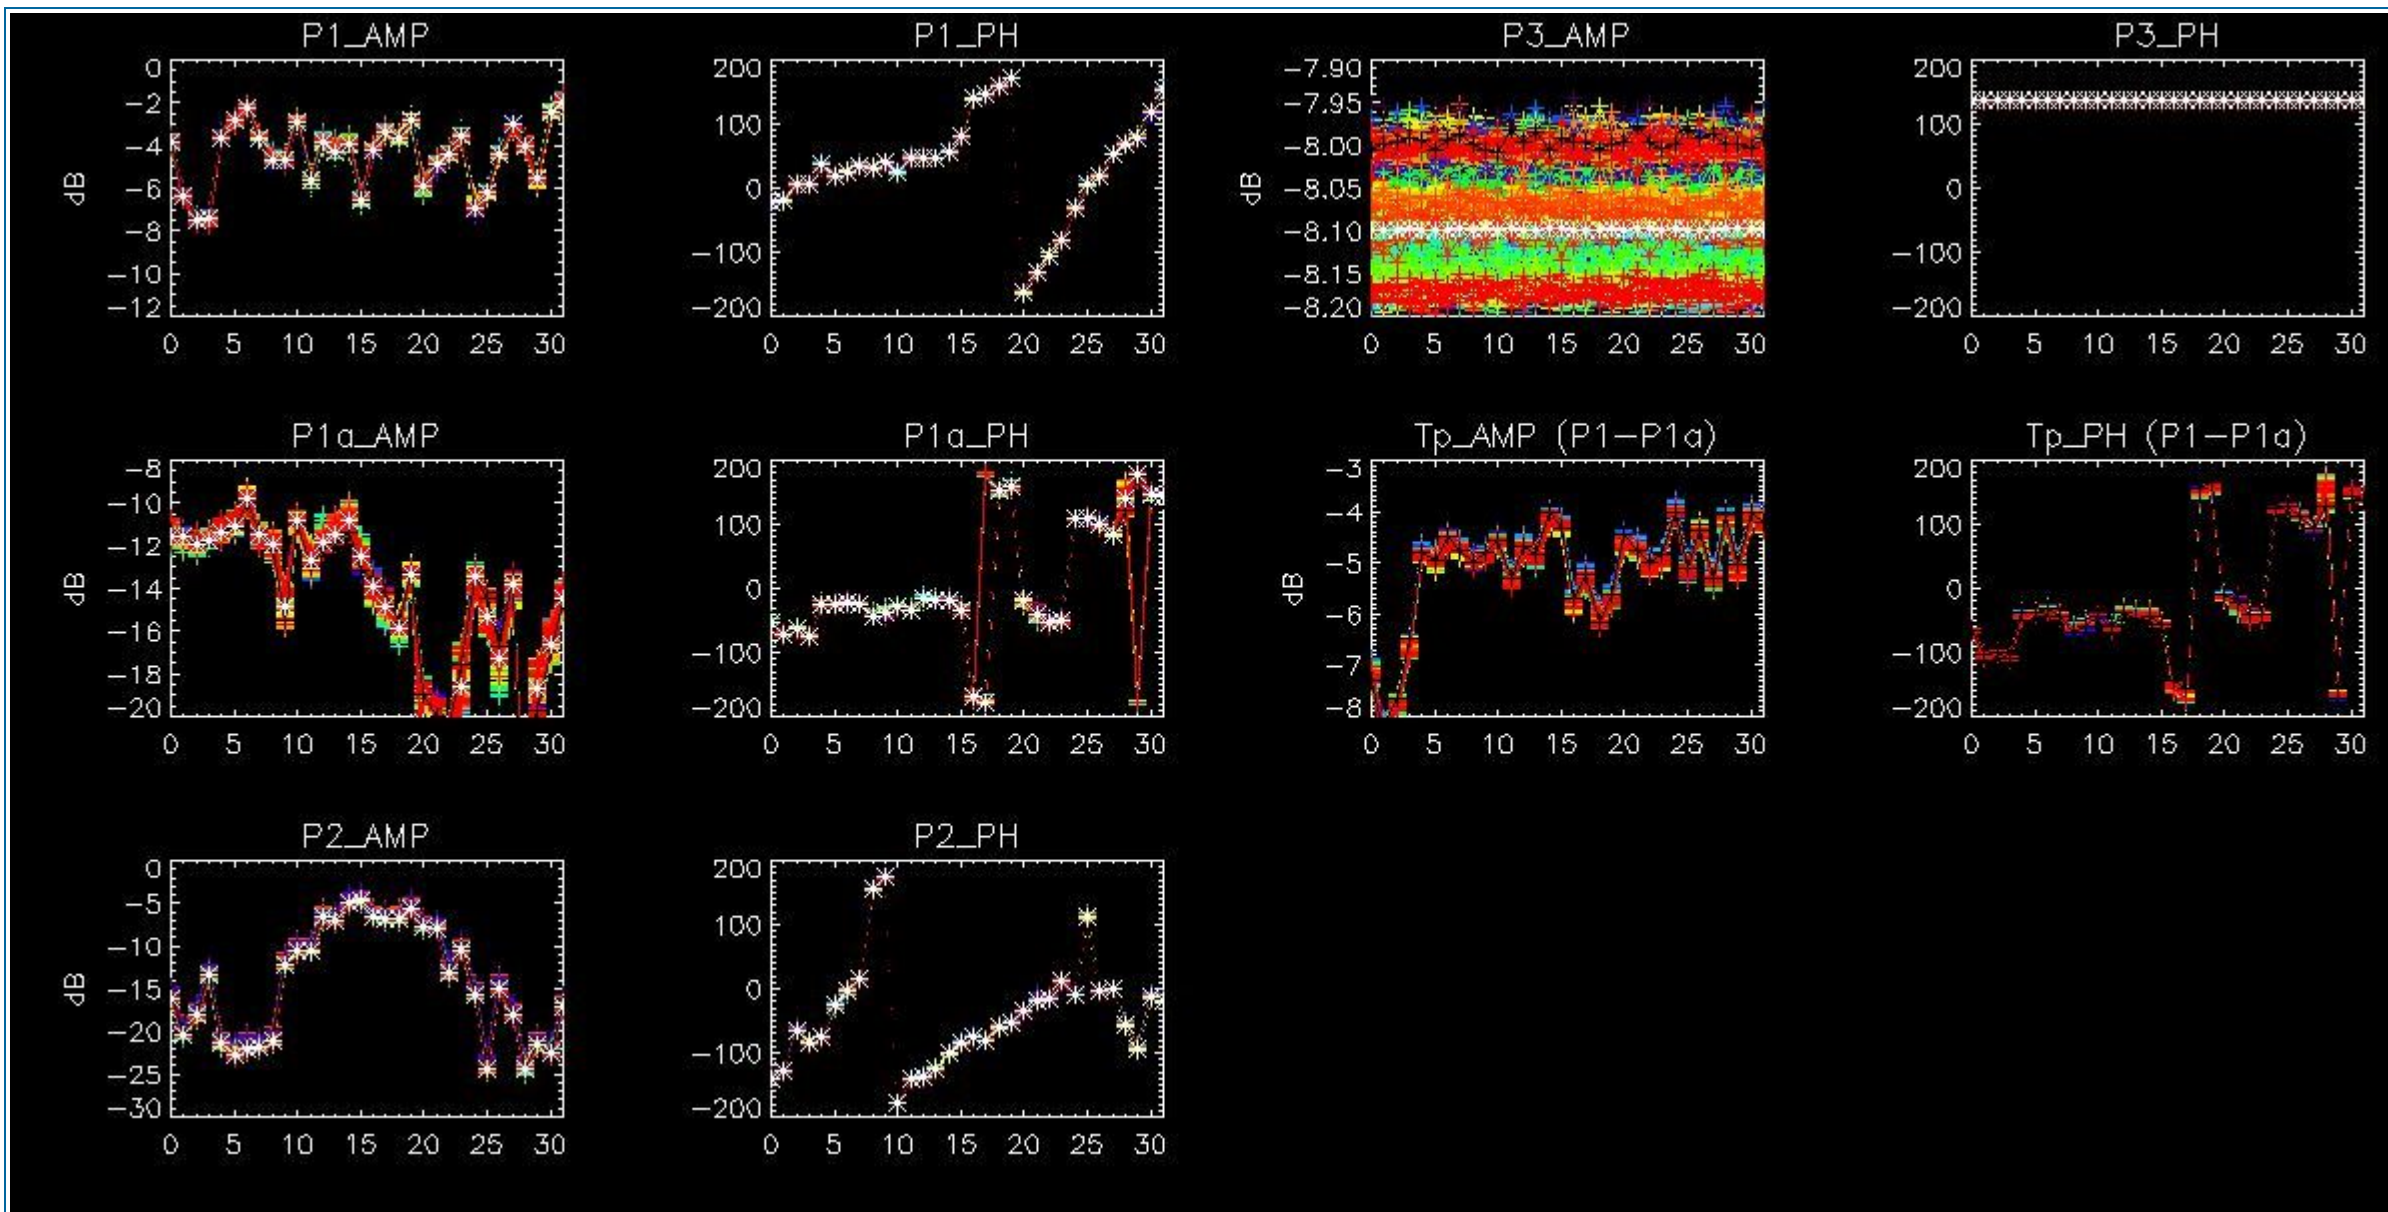 P1_AMP
0
−2
−4
−6
−8
−10
−12
dB
0 5 10 15 20 25 30
P1_PH
200
100
0
−100
−200
0 5 10 15 20 25 30
P3_AMP
−7.90
−7.95
−8.00
−8.05
−8.10
−8.15
−8.20
dB
0 5 10 15 20 25 30
P3_PH
200
100
0
−100
−200
0 5 10 15 20 25 30
P1a_AMP
−8
−10
−12
−14
−16
−18
−20
dB
0 5 10 15 20 25 30
P1a_PH
200
100
0
−100
−200
0 5 10 15 20 25 30
Tp_AMP (P1−P1a)
−3
−4
−5
−6
−7
−8
dB
0 5 10 15 20 25 30
Tp_PH (P1−P1a)
200
100
0
−100
−200
0 5 10 15 20 25 30
P2_AMP
0
−5
−10
−15
−20
−25
−30
dB
0 5 10 15 20 25 30
P2_PH
200
100
0
−100
−200
0 5 10 15 20 25 30